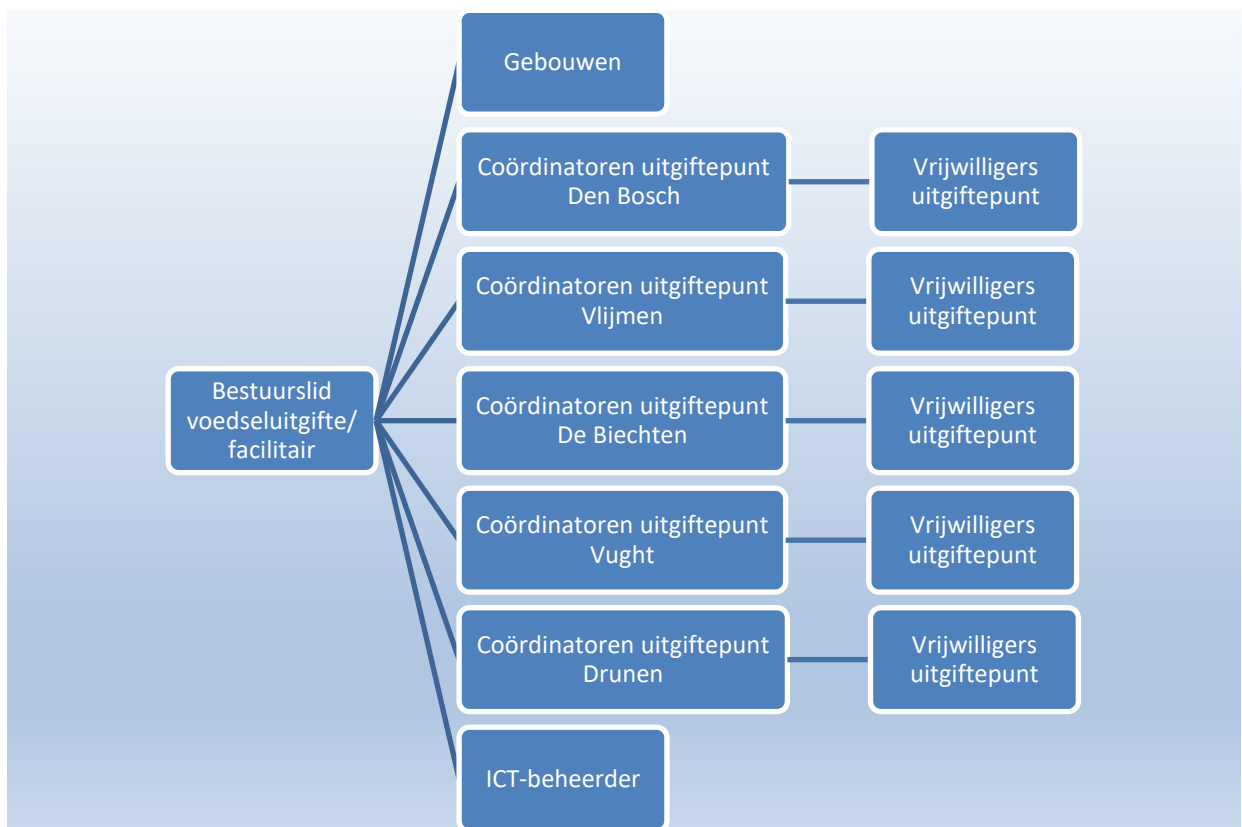 Gebouwen
Coördinatoren uitgiftepunt
Den Bosch
Vrijwilligers
uitgiftepunt
Coördinatoren uitgiftepunt
Vlijmen
Vrijwilligers
uitgiftepunt
Bestuurslid
voedseluitgifte/
facilitair
Coördinatoren uitgiftepunt
De Biechten
Vrijwilligers
uitgiftepunt
Coördinatoren uitgiftepunt
Vught
Vrijwilligers
uitgiftepunt
Coördinatoren uitgiftepunt
Drunen
Vrijwilligers
uitgiftepunt
ICT-beheerder